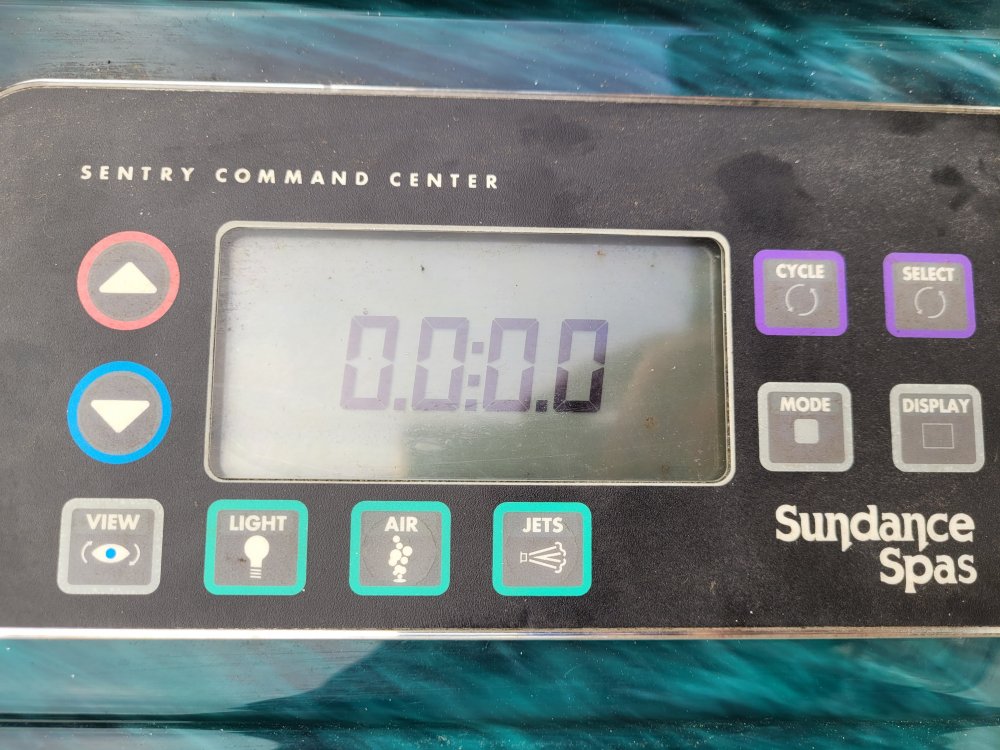 SENTRY COMMAND CENTER
0.0:0.0
CYCLE
SELECT
MODE
DISPLAY
VIEW
LIGHT
AIR
JETS
Sundance
Spas